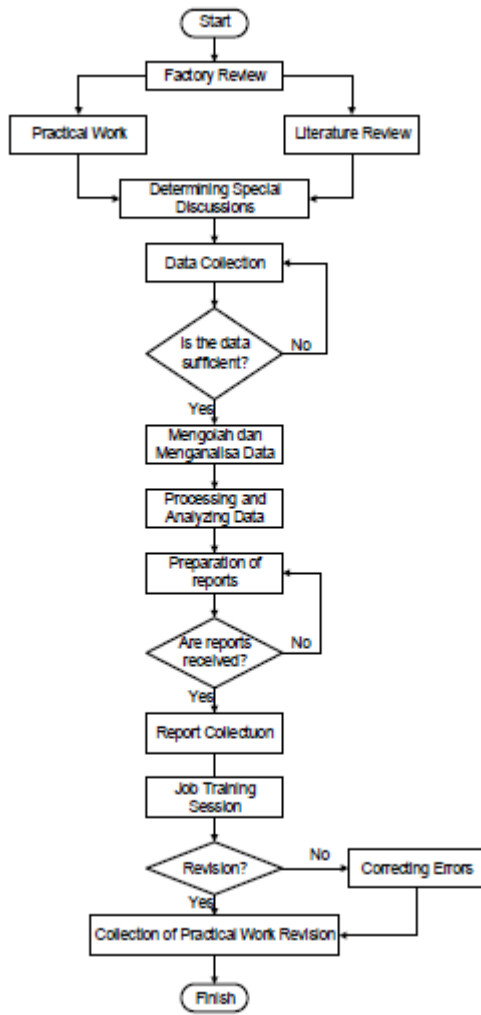 Start
Factory Review
Practical Work
Literature Review
Determining Special
Discussions
Data Collection
Is the data
sufficient?
No
Yes
Mengolah dan
Menganalisa Data
Processing and
Analyzing Data
Preparation of
reports
Are reports
received?
No
Yes
Report Collectuon
Job Training
Session
Revision?
No
Correcting Errors
Yes
Collection of Practical Work Revision
Finish